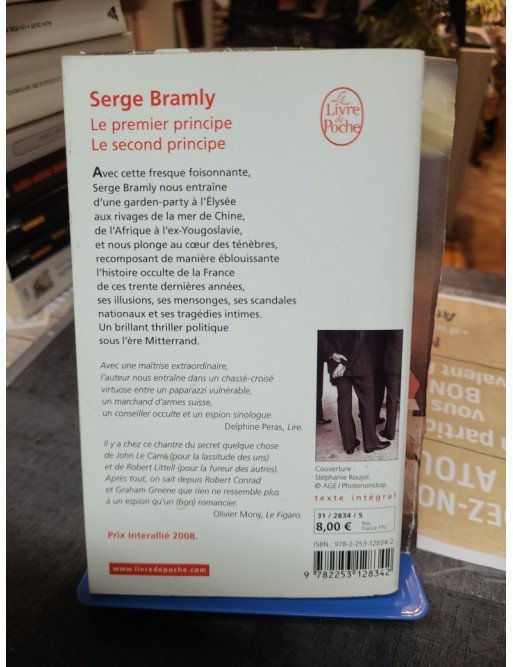 Serge Bramly
Le premier principe
Le second principe
Le
Livre
de
Poche
Avec cette fresque foisonnante,
Serge Bramly nous entraîne
d'une garden-party à l'Élysée
aux rivages de la mer de Chine,
de l'Afrique à l'ex-Yougoslavie,
et nous plonge au cœur des ténèbres,
recomposant de manière éblouissante
l'histoire occulte de la France
de ces trente dernières années,
ses illusions, ses mensonges, ses scandales
nationaux et ses tragédies intimes.
Un brillant thriller politique
sous l'ère Mitterrand.
Avec une maîtrise extraordinaire,
l'auteur nous entraîne dans un chassé-croisé
virtuose entre un paparazzi vulnérable,
un marchand d'armes suisse,
un conseiller occulte et un espion sinologue.
Delphine Peras, Lire.
Il y a chez ce chantre du secret quelque chose
de John Le Carré (pour la lassitude des uns)
et de Robert Littell (pour la fureur des autres).
Après tout, on sait depuis Robert Conrad
et Graham Greene que rien ne ressemble plus
à un espion qu'un (bon) romancier.
Olivier Mony, Le Figaro.
Prix Interallié 2008.
www.livredepoche.com
Couverture :
Stéphanie Roujol.
© AGE / Photononstop.
texte intégral
31 / 2834 / 5
8,00 € Prix
France TTC
ISBN : 978-2-253-12834-2
9 782253 128342